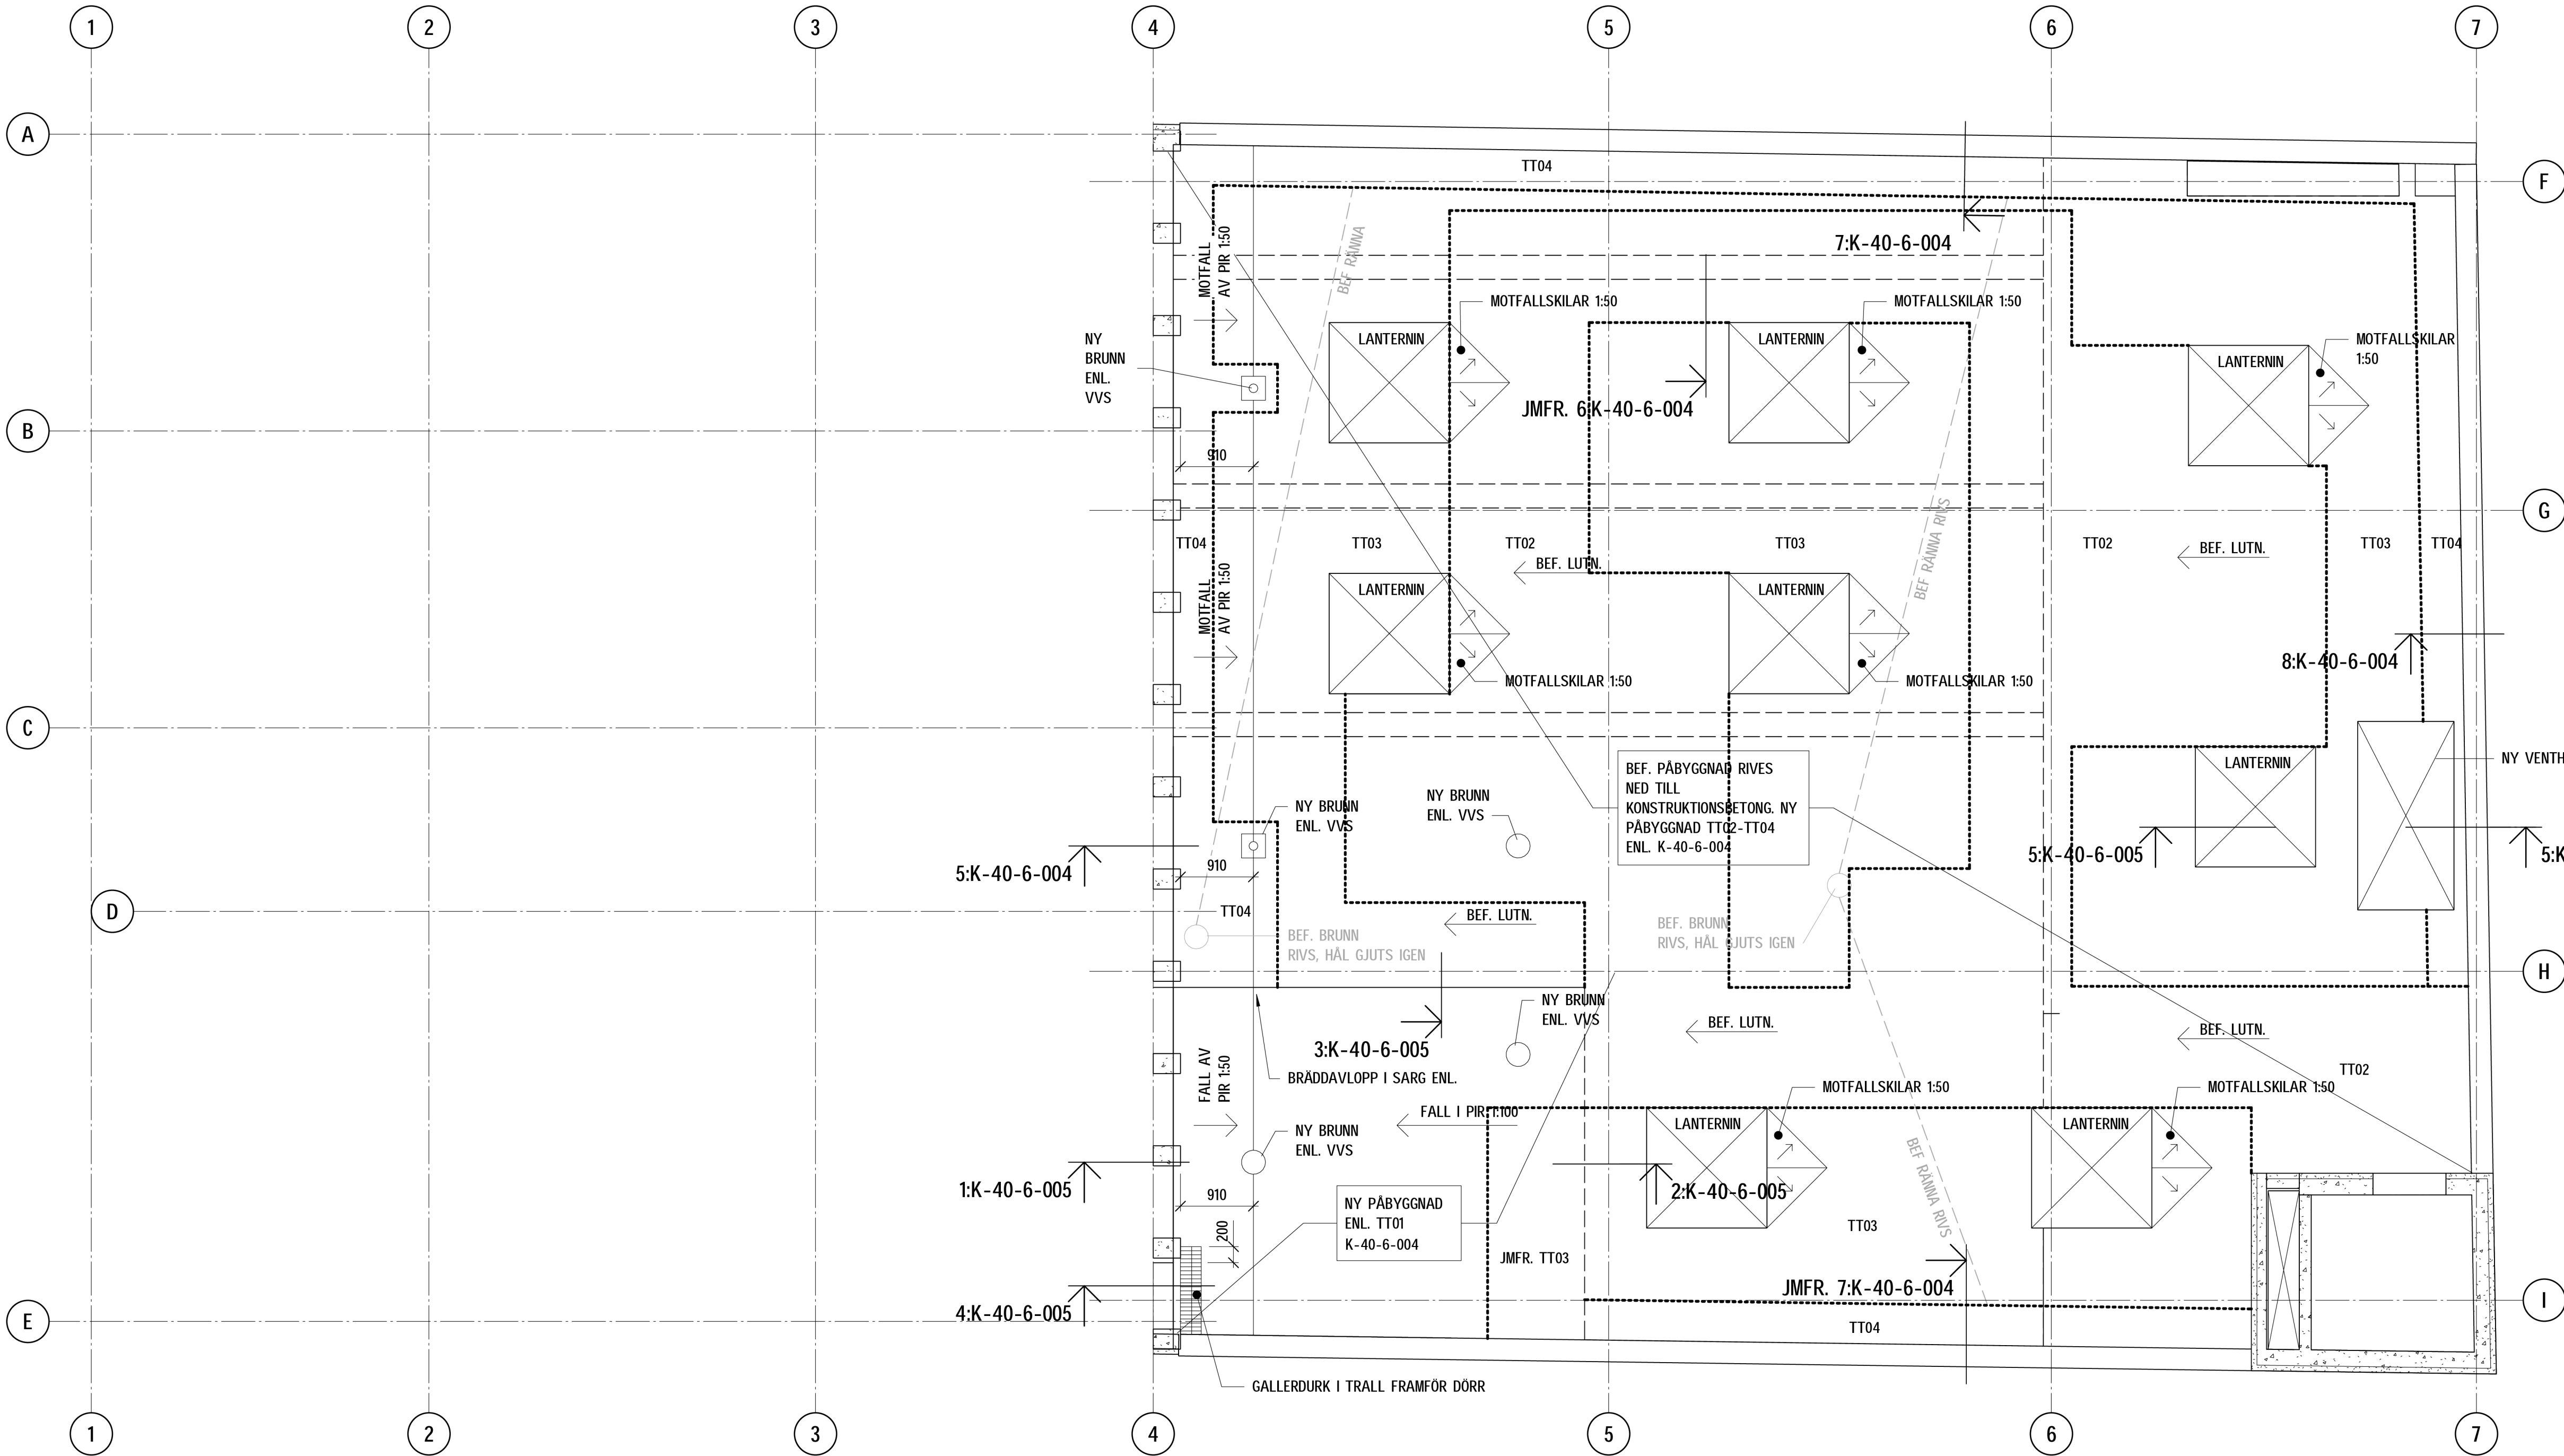 1
2
3
4
5
6
7
A
F
TT04
7:K-40-6-004
MOTFALL
AV PIR 1:50
BEF RÄNNA
MOTFALLSKILAR 1:50
MOTFALLSKILAR 1:50
NY
BRUNN
ENL.
VVS
LANTERNIN
LANTERNIN
LANTERNIN
MOTFALLSKILAR
1:50
JMFR. 6:K-40-6-004
B
910
G
BEF RÄNNA RIVS
TT04
TT03
TT02
TT03
TT02
TT03
TT04
BEF. LUTN.
BEF. LUTN.
MOTFALL
AV PIR 1:50
LANTERNIN
LANTERNIN
MOTFALLSKILAR 1:50
MOTFALLSKILAR 1:50
8:K-40-6-004
C
BEF. PÅBYGGNAD RIVES
NED TILL
KONSTRUKTIONSBETONG. NY
PÅBYGGNAD TT02-TT04
ENL. K-40-6-004
LANTERNIN
NY VENTH
NY BRUNN
ENL. VVS
NY BRUNN
ENL. VVS
5:K-40-6-004
910
5:K-40-6-005
5:K
D
TT04
BEF. LUTN.
BEF. BRUNN
RIVS, HÅL GJUTS IGEN
BEF. BRUNN
RIVS, HÅL GJUTS IGEN
H
NY BRUNN
ENL. VVS
BEF. LUTN.
BEF. LUTN.
3:K-40-6-005
FALL AV
PIR 1:50
BRÄDDAVLOPP I SARG ENL.
TT02
MOTFALLSKILAR 1:50
MOTFALLSKILAR 1:50
FALL I PIR 1:100
NY BRUNN
ENL. VVS
LANTERNIN
LANTERNIN
BEF RÄNNA RIVS
1:K-40-6-005
2:K-40-6-005
910
200
NY PÅBYGGNAD
ENL. TT01
K-40-6-004
TT03
JMFR. TT03
JMFR. 7:K-40-6-004
4:K-40-6-005
E
I
TT04
GALLERDURK I TRALL FRAMFÖR DÖRR
1
2
3
4
5
6
7